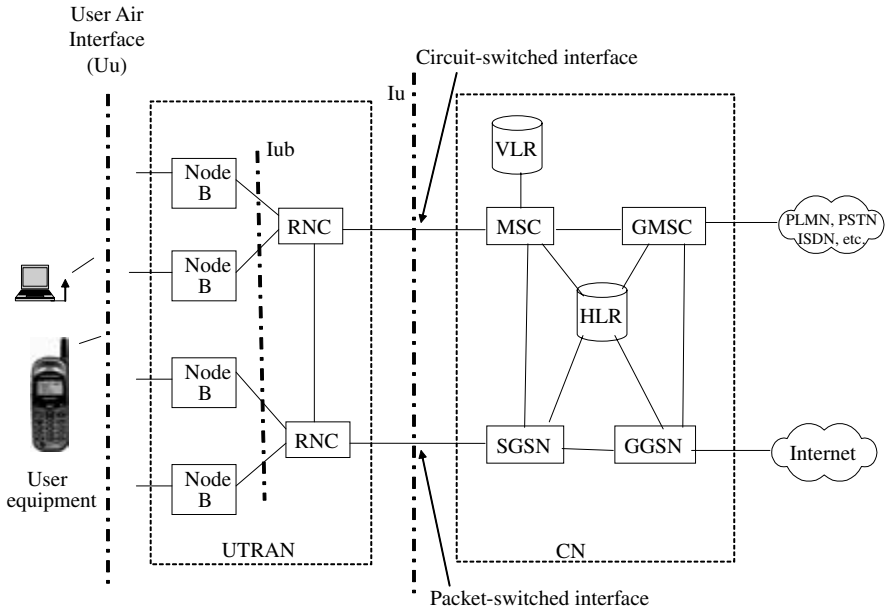 User Air
Interface
(Uu)
Circuit-switched interface
Iu
Iub
Node
B
Node
B
Node
B
Node
B
RNC
RNC
UTRAN
User
equipment
VLR
MSC
GMSC
HLR
SGSN
GGSN
CN
PLMN, PSTN
ISDN, etc.
Internet
Packet-switched interface